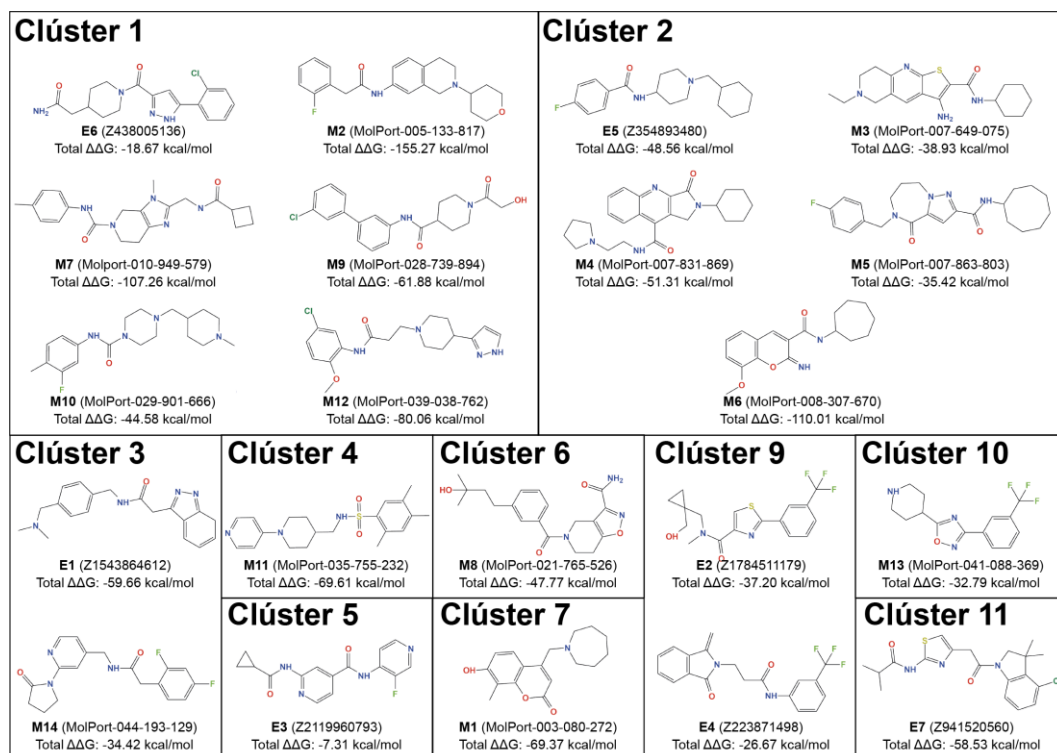 Clúster 1
E6 (Z438005136)
Total ΔΔG: -18.67 kcal/mol
M2 (MolPort-005-133-817)
Total ΔΔG: -155.27 kcal/mol
M7 (Molport-010-949-579)
Total ΔΔG: -107.26 kcal/mol
M9 (MolPort-028-739-894)
Total ΔΔG: -61.88 kcal/mol
M10 (MolPort-029-901-666)
Total ΔΔG: -44.58 kcal/mol
M12 (MolPort-039-038-762)
Total ΔΔG: -80.06 kcal/mol
Clúster 2
E5 (Z354893480)
Total ΔΔG: -48.56 kcal/mol
M3 (MolPort-007-649-075)
Total ΔΔG: -38.93 kcal/mol
M4 (MolPort-007-831-869)
Total ΔΔG: -51.31 kcal/mol
M5 (MolPort-007-863-803)
Total ΔΔG: -35.42 kcal/mol
M6 (MolPort-008-307-670)
Total ΔΔG: -110.01 kcal/mol
Clúster 3
E1 (Z1543864612)
Total ΔΔG: -59.66 kcal/mol
M14 (MolPort-044-193-129)
Total ΔΔG: -34.42 kcal/mol
Clúster 4
M11 (MolPort-035-755-232)
Total ΔΔG: -69.61 kcal/mol
Clúster 5
E3 (Z2119960793)
Total ΔΔG: -7.31 kcal/mol
Clúster 6
M8 (MolPort-021-765-526)
Total ΔΔG: -47.77 kcal/mol
Clúster 7
M1 (MolPort-003-080-272)
Total ΔΔG: -69.37 kcal/mol
Clúster 9
E2 (Z1784511179)
Total ΔΔG: -37.20 kcal/mol
E4 (Z223871498)
Total ΔΔG: -26.67 kcal/mol
Clúster 10
M13 (MolPort-041-088-369)
Total ΔΔG: -32.79 kcal/mol
Clúster 11
E7 (Z941520560)
Total ΔΔG: -58.53 kcal/mol